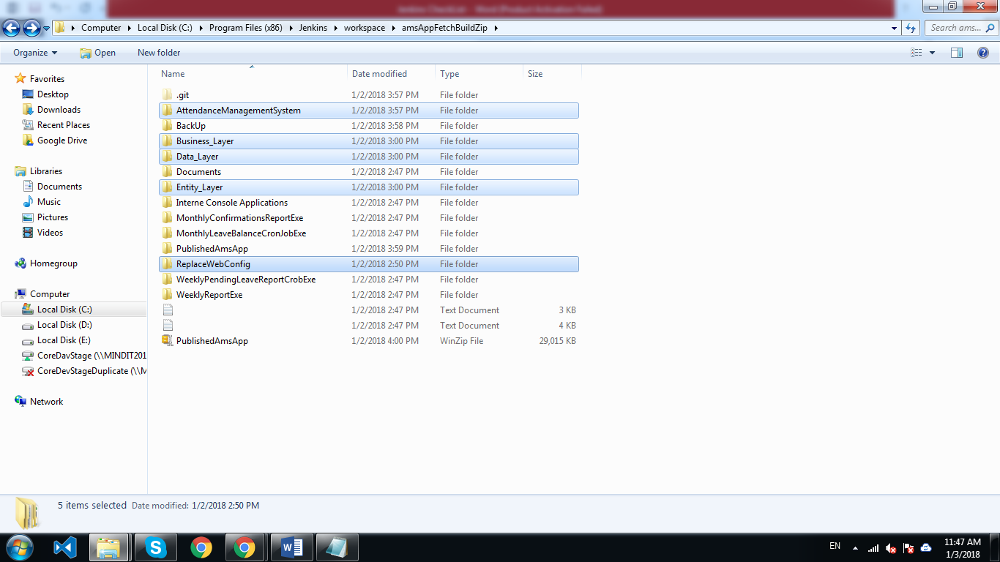 Jenkins Checklist - Word (Product Activation Failed)
Computer Local Disk (C:) Program Files (x86) Jenkins workspace amsAppFetchBuildZip
Search ams...
Organize Open New folder
Name Date modified Type Size
Favorites
Desktop
Downloads
Recent Places
Google Drive
Libraries
Documents
Music
Pictures
Videos
Homegroup
Computer
Local Disk (C:)
Local Disk (D:)
Local Disk (E:)
CoreDavStage (\\MINDIT201
CoreDevStageDuplicate (\\M
Network
.git 1/2/2018 3:57 PM File folder
AttendanceManagementSystem 1/2/2018 3:57 PM File folder
BackUp 1/2/2018 3:58 PM File folder
Business_Layer 1/2/2018 3:00 PM File folder
Data_Layer 1/2/2018 3:00 PM File folder
Documents 1/2/2018 2:47 PM File folder
Entity_Layer 1/2/2018 3:00 PM File folder
Interne Console Applications 1/2/2018 2:47 PM File folder
MonthlyConfirmationsReportExe 1/2/2018 2:47 PM File folder
MonthlyLeaveBalanceCronJobExe 1/2/2018 2:47 PM File folder
PublishedAmsApp 1/2/2018 3:59 PM File folder
ReplaceWebConfig 1/2/2018 2:50 PM File folder
WeeklyPendingLeaveReportCrobExe 1/2/2018 2:47 PM File folder
WeeklyReportExe 1/2/2018 2:47 PM File folder
1/2/2018 2:47 PM Text Document 3 KB
1/2/2018 2:47 PM Text Document 4 KB
PublishedAmsApp 1/2/2018 4:00 PM WinZip File 29,015 KB
5 items selected Date modified: 1/2/2018 2:50 PM
EN
11:47 AM
1/3/2018